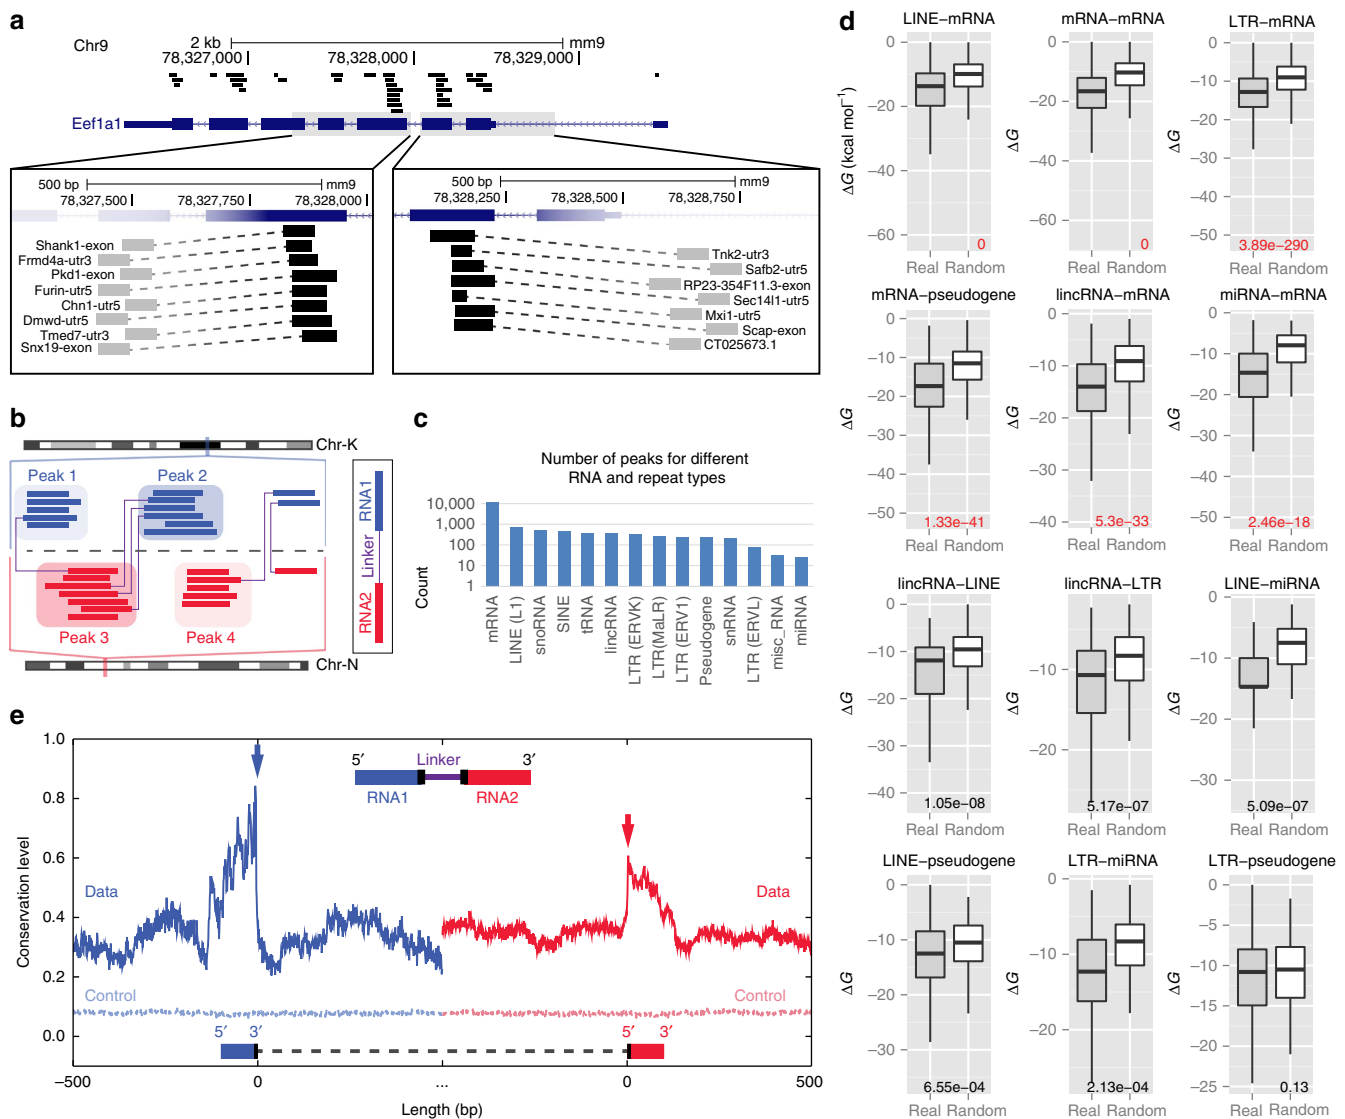 a
Chr9
2 kb
mm9
78,327,000
78,328,000
78,329,000
Eef1a1
500 bp
mm9
78,327,500
78,327,750
78,328,000
Shank1-exon
Frmd4a-utr3
Pkd1-exon
Furin-utr5
Chn1-utr5
Dmwd-utr5
Tmed7-utr3
Snx19-exon
500 bp
mm9
78,328,250
78,328,500
78,328,750
Tnk2-utr3
Safb2-utr5
RP23-354F11.3-exon
Sec14l1-utr5
Mxi1-utr5
Scap-exon
CT025673.1
b
Chr-K
Peak 1
Peak 2
Peak 3
Peak 4
Chr-N
RNA1
Linker
RNA2
c
Number of peaks for different
RNA and repeat types
Count
10,000
1,000
100
10
1
mRNA
LINE (L1)
snoRNA
SINE
tRNA
lincRNA
LTR (ERVK)
LTR(MaLR)
LTR (ERV1)
Pseudogene
snRNA
LTR (ERVL)
misc_RNA
miRNA
d
LINE–mRNA
ΔG (kcal mol⁻¹)
0
–20
–40
–60
0
Real Random
mRNA–mRNA
ΔG
0
–20
–40
–60
0
Real Random
LTR–mRNA
ΔG
0
–10
–20
–30
–40
–50
3.89e–290
Real Random
mRNA–pseudogene
ΔG
0
–10
–20
–30
–40
–50
1.33e–41
Real Random
lincRNA–mRNA
ΔG
0
–10
–20
–30
–40
5.3e–33
Real Random
miRNA–mRNA
ΔG
0
–10
–20
–30
–40
–50
2.46e–18
Real Random
lincRNA–LINE
ΔG
0
–10
–20
–30
–40
1.05e–08
Real Random
lincRNA–LTR
ΔG
0
–10
–20
5.17e–07
Real Random
LINE–miRNA
ΔG
0
–10
–20
–30
5.09e–07
Real Random
LINE–pseudogene
ΔG
0
–10
–20
–30
6.55e–04
Real Random
LTR–miRNA
ΔG
0
–10
–20
2.13e–04
Real Random
LTR–pseudogene
ΔG
0
–5
–10
–15
–20
–25
0.13
Real Random
e
Conservation level
1.0
0.8
0.6
0.4
0.2
0.0
5′
Linker
3′
RNA1
RNA2
Data
Data
Control
Control
5′
3′
5′
3′
–500
0
...
0
500
Length (bp)